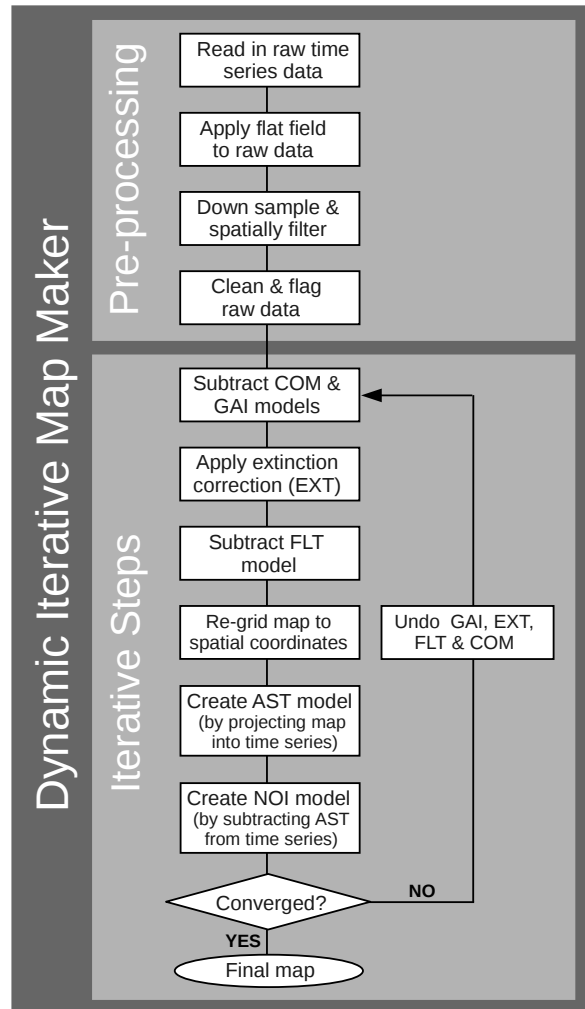 Dynamic Iterative Map Maker
Pre-processing
Read in raw time
series data
Apply flat field
to raw data
Down sample &
spatially filter
Clean & flag
raw data
Iterative Steps
Subtract COM &
GAI models
Apply extinction
correction (EXT)
Subtract FLT
model
Re-grid map to
spatial coordinates
Create AST model
(by projecting map
into time series)
Create NOI model
(by subtracting AST
from time series)
Converged?
NO
Undo GAI, EXT,
FLT & COM
YES
Final map